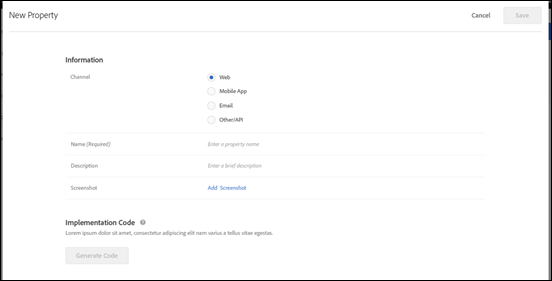 New Property
Cancel
Save
Information
Channel
Web
Mobile App
Email
Other/API
Name (Required)
Enter a property name
Description
Enter a brief description
Screenshot
Add Screenshot
Implementation Code ?
Lorem ipsum dolor sit amet, consectetur adipiscing elit nam varius a tellus vitae egestas.
Generate Code